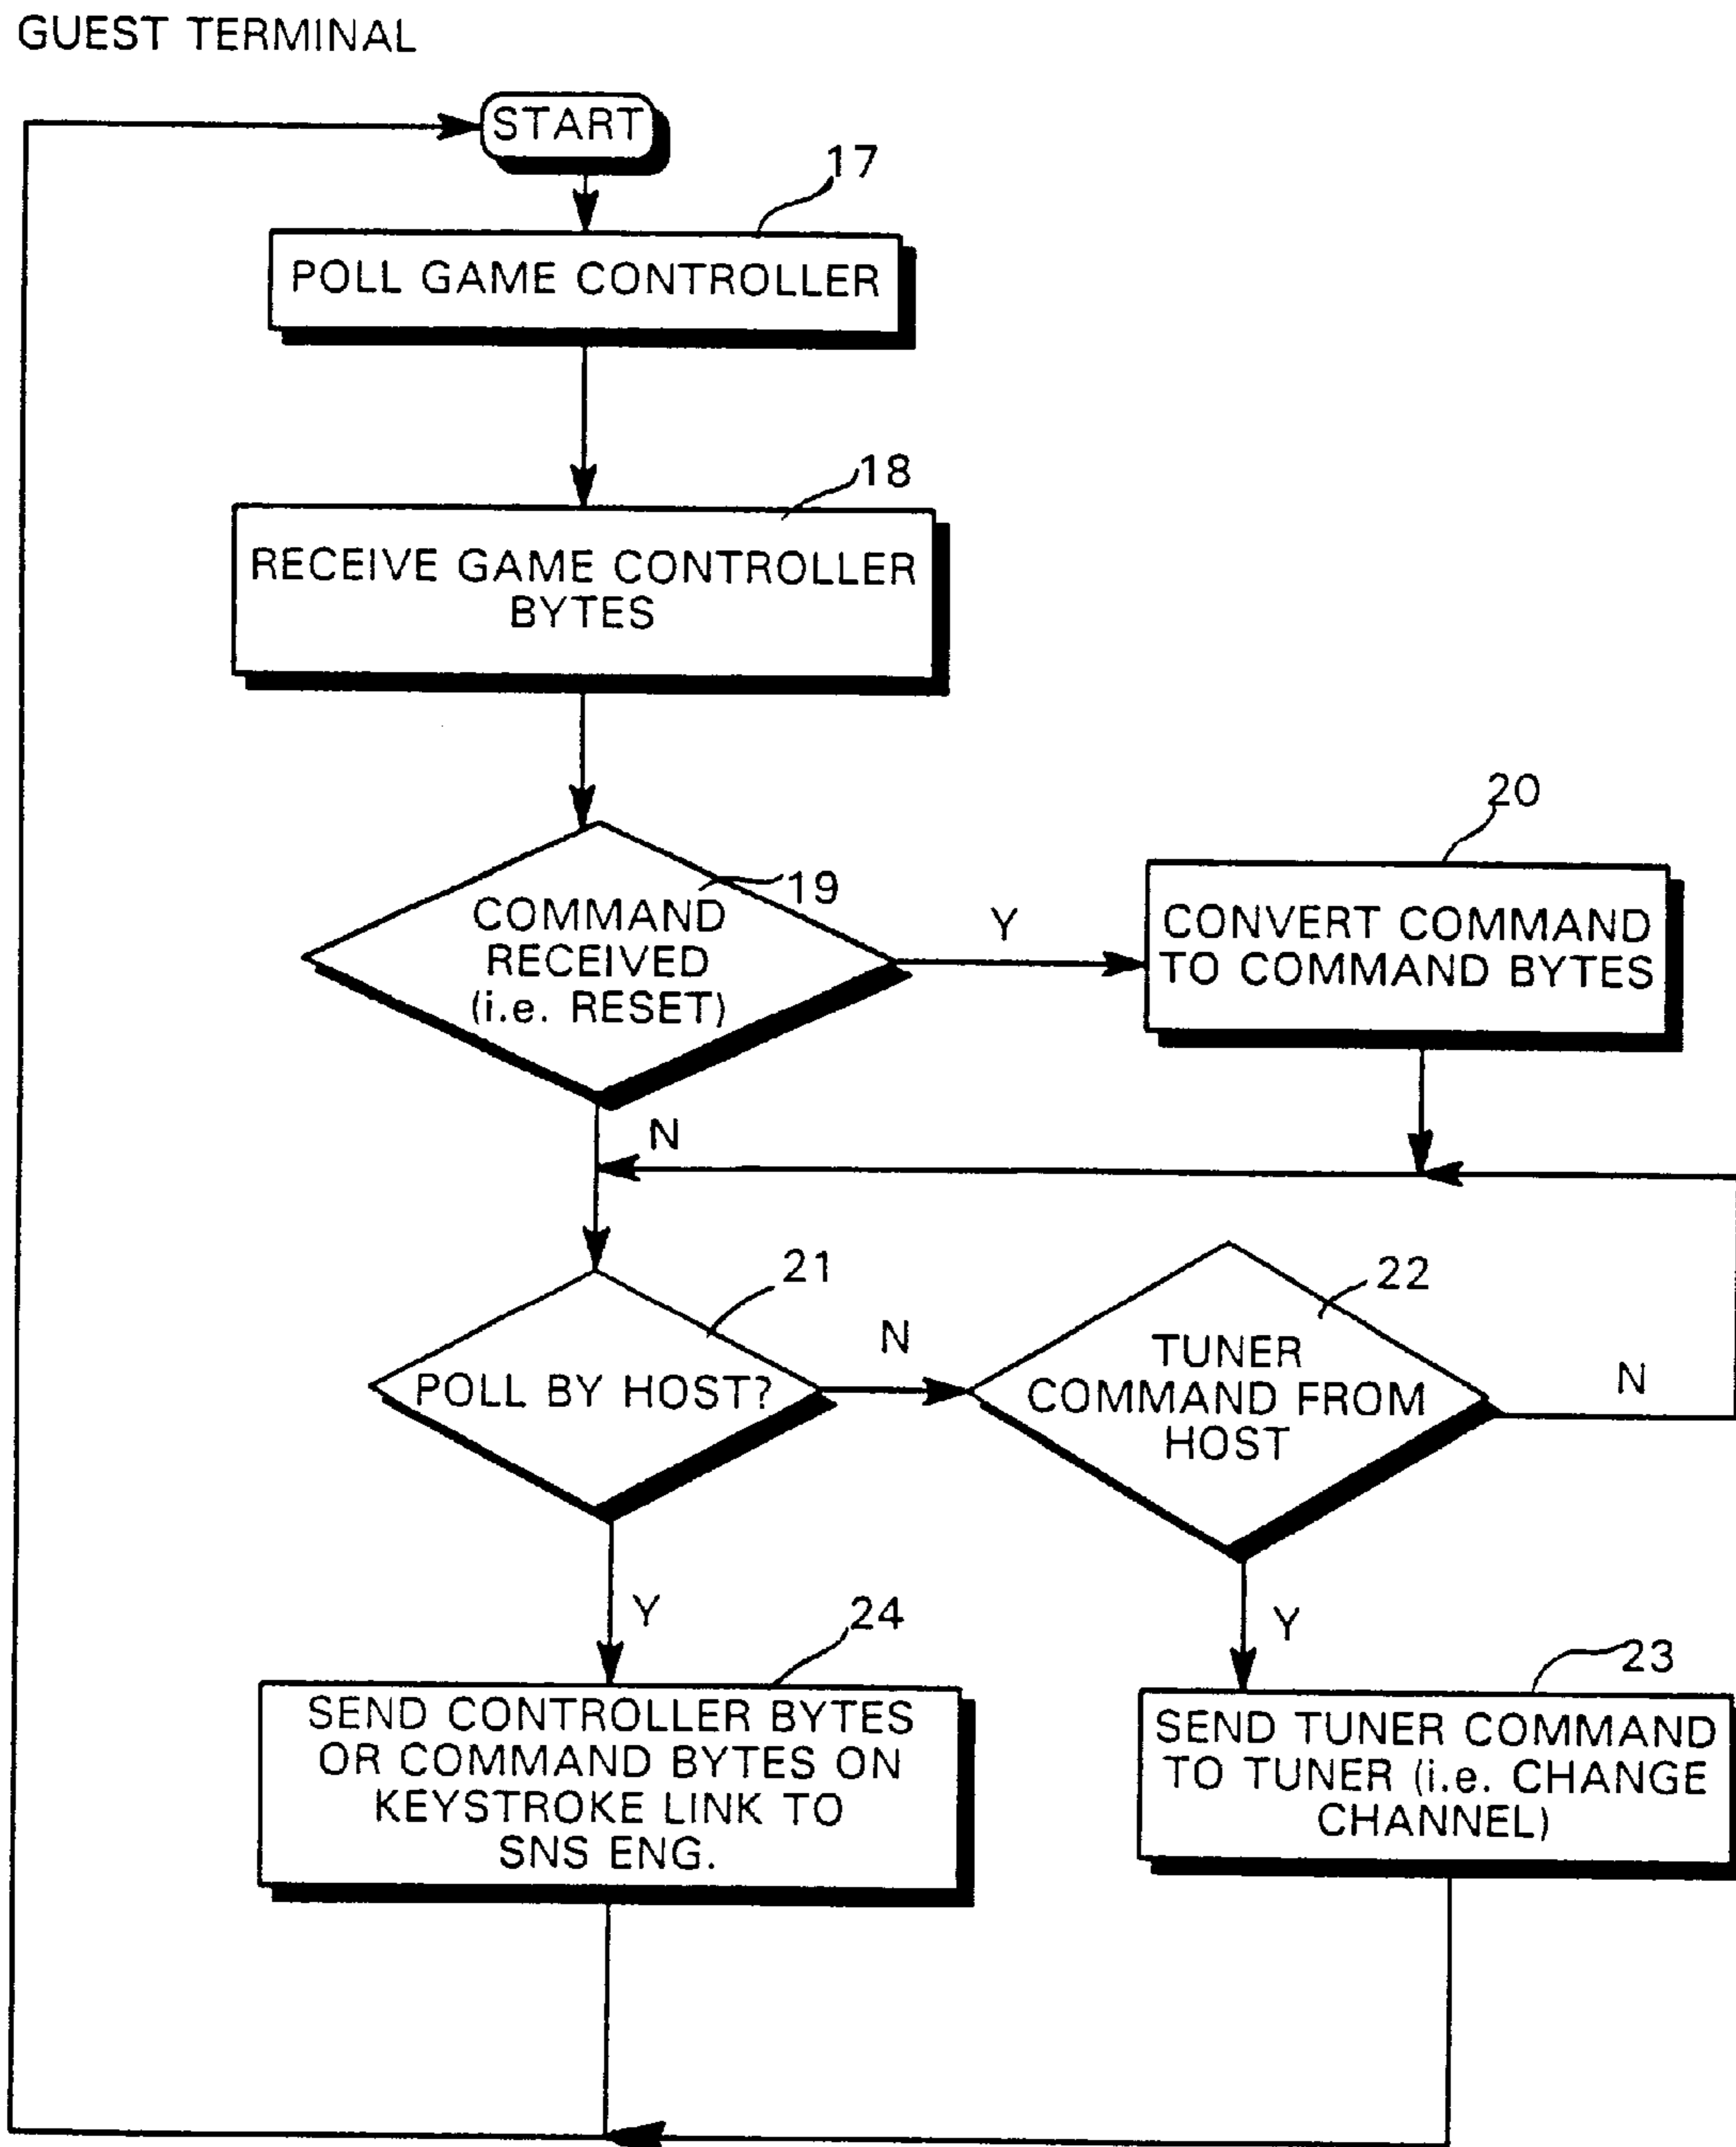 GUEST TERMINAL
START
17
POLL GAME CONTROLLER
18
RECEIVE GAME CONTROLLER
BYTES
19
COMMAND
RECEIVED
(i.e. RESET)
Y
20
CONVERT COMMAND
TO COMMAND BYTES
N
21
POLL BY HOST?
N
22
TUNER
COMMAND FROM
HOST
N
Y
24
SEND CONTROLLER BYTES
OR COMMAND BYTES ON
KEYSTROKE LINK TO
SNS ENG.
Y
23
SEND TUNER COMMAND
TO TUNER (i.e. CHANGE
CHANNEL)